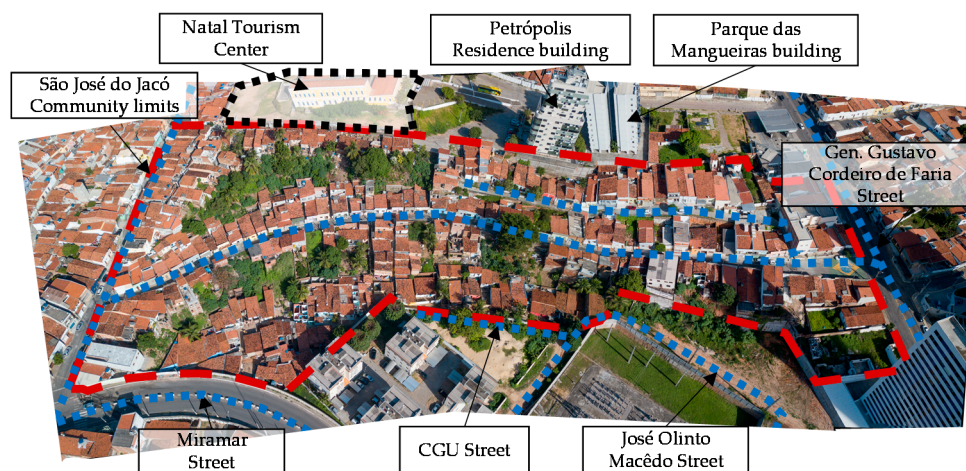 Natal Tourism
Center
Petrópolis
Residence building
Parque das
Mangueiras building
São José do Jacó
Community limits
Gen. Gustavo
Cordeiro de Faria
Street
Miramar
Street
CGU Street
José Olinto
Macêdo Street